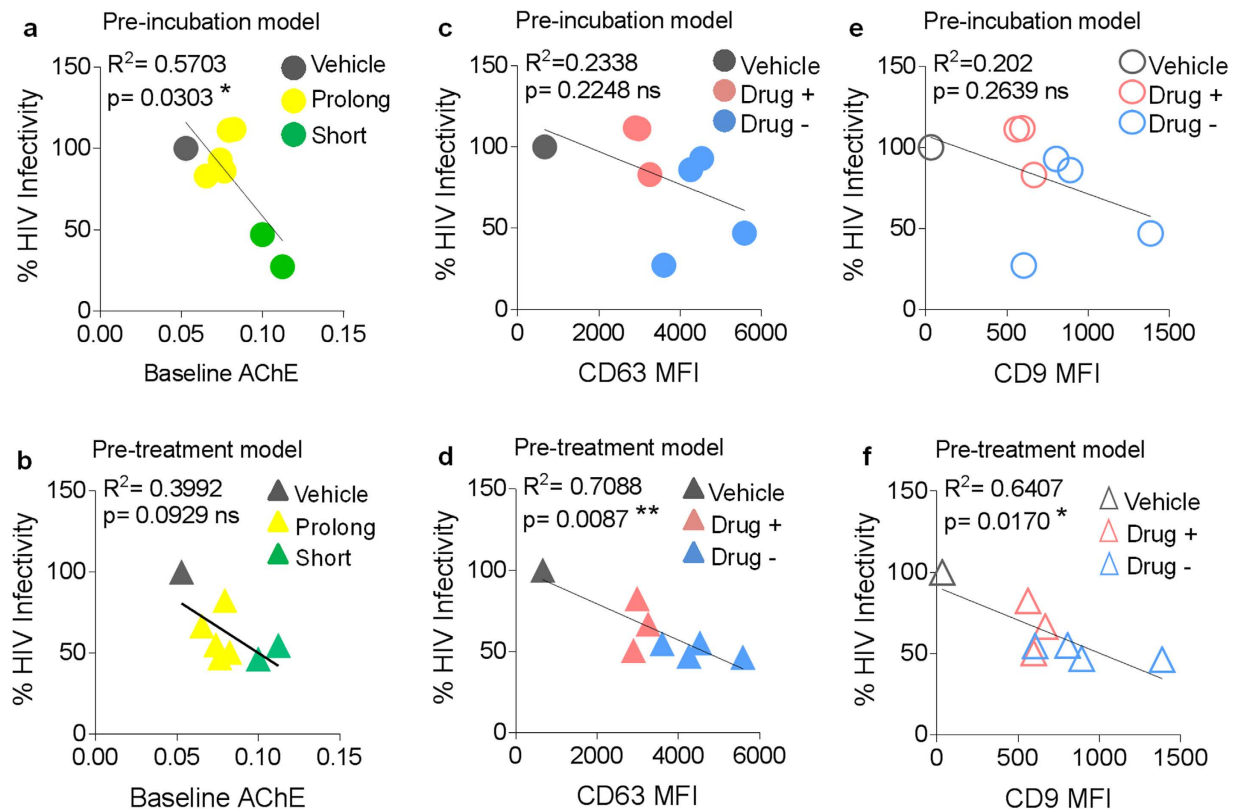 a
Pre-incubation model
R²= 0.5703
p= 0.0303 *
Vehicle
Prolong
Short
% HIV Infectivity
150
100
50
0
0.00 0.05 0.10 0.15
Baseline AChE
c
Pre-incubation model
R²=0.2338
p= 0.2248 ns
Vehicle
Drug +
Drug -
% HIV Infectivity
150
100
50
0
0 2000 4000 6000
CD63 MFI
e
Pre-incubation model
R²=0.202
p= 0.2639 ns
Vehicle
Drug +
Drug -
% HIV Infectivity
150
100
50
0
0 500 1000 1500
CD9 MFI
b
Pre-treatment model
R²= 0.3992
p= 0.0929 ns
Vehicle
Prolong
Short
% HIV Infectivity
150
100
50
0
0.00 0.05 0.10 0.15
Baseline AChE
d
Pre-treatment model
R²= 0.7088
p= 0.0087 **
Vehicle
Drug +
Drug -
% HIV Infectivity
150
100
50
0
0 2000 4000 6000
CD63 MFI
f
Pre-treatment model
R²= 0.6407
p= 0.0170 *
Vehicle
Drug +
Drug -
% HIV Infectivity
150
100
50
0
0 500 1000 1500
CD9 MFI